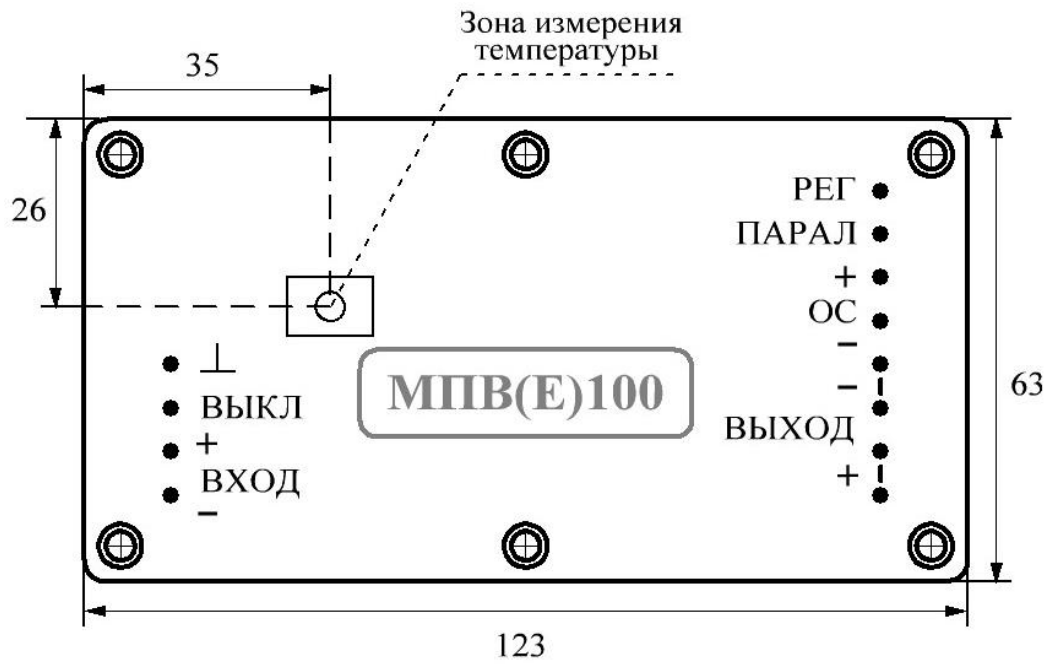 Зона измерения
температуры
35
26
РЕГ
ПАРАЛ
+
ОС
−
−
ВЫХОД
+
⊥
ВЫКЛ
+
ВХОД
−
МПВ(Е)100
63
123